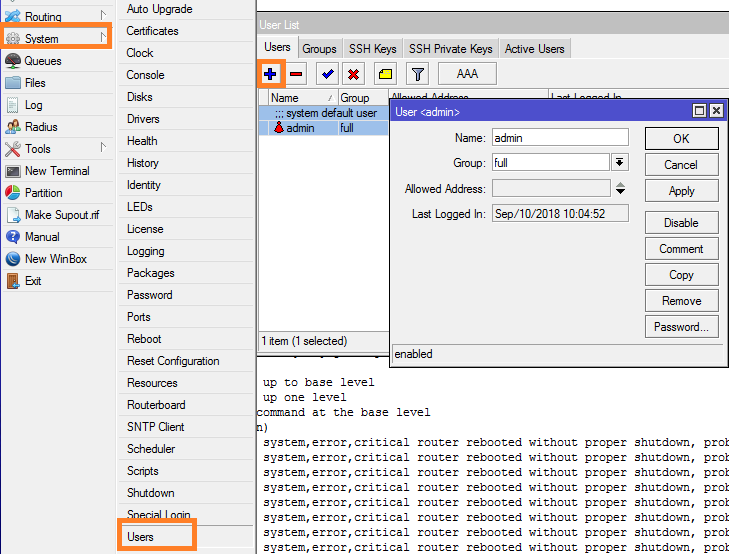 Routing
System
Queues
Files
Log
Radius
Tools
New Terminal
Partition
Make Supout.rif
Manual
New WinBox
Exit
Auto Upgrade
Certificates
Clock
Console
Disks
Drivers
Health
History
Identity
LEDs
License
Logging
Packages
Password
Ports
Reboot
Reset Configuration
Resources
Routerboard
SNTP Client
Scheduler
Scripts
Shutdown
Special Login
Users
User List
Users Groups SSH Keys SSH Private Keys Active Users
AAA
Name / Group Allowed Address Last Logged In
;;; system default user
admin full
1 item (1 selected)
User <admin>
Name: admin
Group: full
Allowed Address:
Last Logged In: Sep/10/2018 10:04:52
OK
Cancel
Apply
Disable
Comment
Copy
Remove
Password...
enabled
up to base level
up one level
command at the base level
n)
system,error,critical router rebooted without proper shutdown, prob
system,error,critical router rebooted without proper shutdown, prob
system,error,critical router rebooted without proper shutdown, prob
system,error,critical router rebooted without proper shutdown, prob
system,error,critical router rebooted without proper shutdown, prob
system,error,critical router rebooted without proper shutdown, prob
system,error,critical router rebooted without proper shutdown, prob
system,error,critical router rebooted without proper shutdown, prob